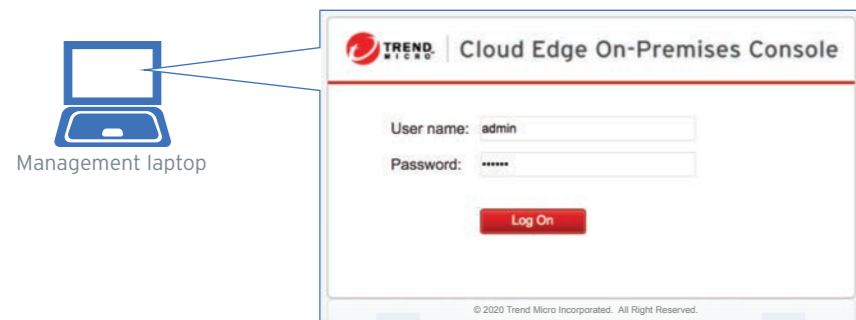 TREND
MICRO
Cloud Edge On-Premises Console
User name: admin
Password: ••••••
Management laptop
Log On
© 2020 Trend Micro Incorporated. All Right Reserved.